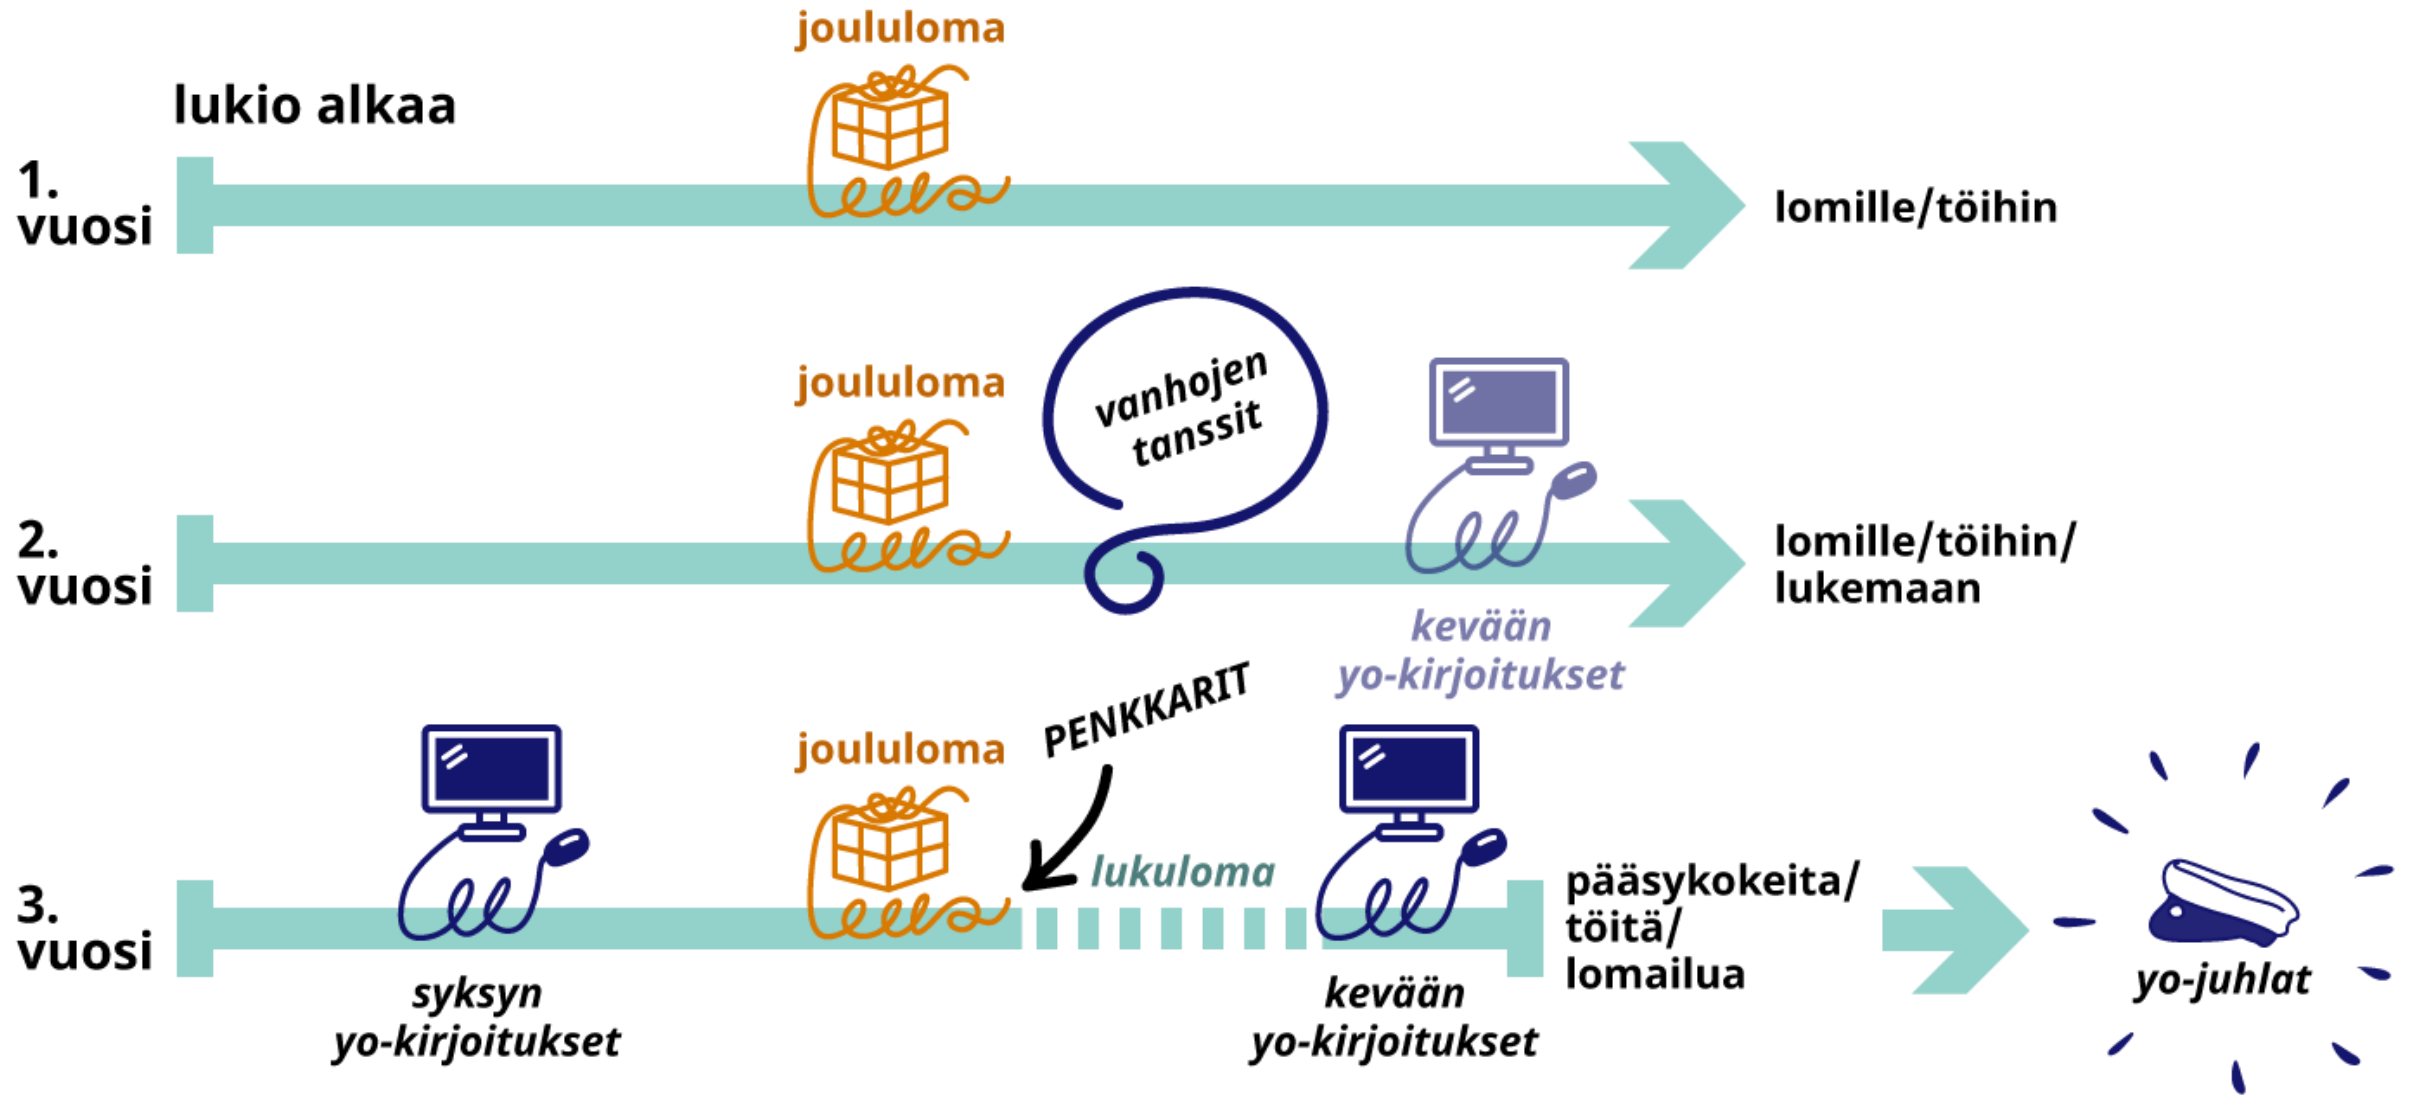 joululoma
lukio alkaa
1.
vuosi
lomille/töihin
joululoma
vanhojen
tanssit
2.
vuosi
lomille/töihin/
lukemaan
kevään
yo-kirjoitukset
PENKKARIT
joululoma
lukuloma
3.
vuosi
pääsykokeita/
töitä/
lomailua
yo-juhlat
syksyn
yo-kirjoitukset
kevään
yo-kirjoitukset